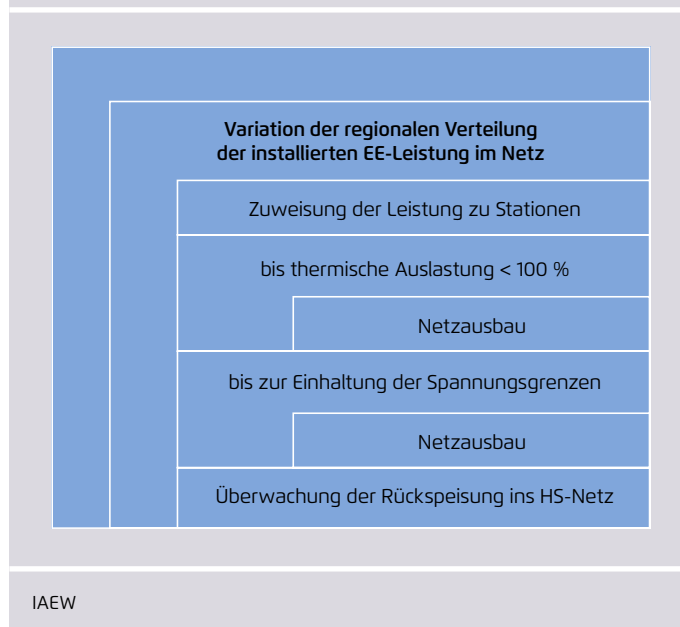 Variation der regionalen Verteilung
der installierten EE-Leistung im Netz
Zuweisung der Leistung zu Stationen
bis thermische Auslastung < 100 %
Netzausbau
bis zur Einhaltung der Spannungsgrenzen
Netzausbau
Überwachung der Rückspeisung ins HS-Netz
IAEW